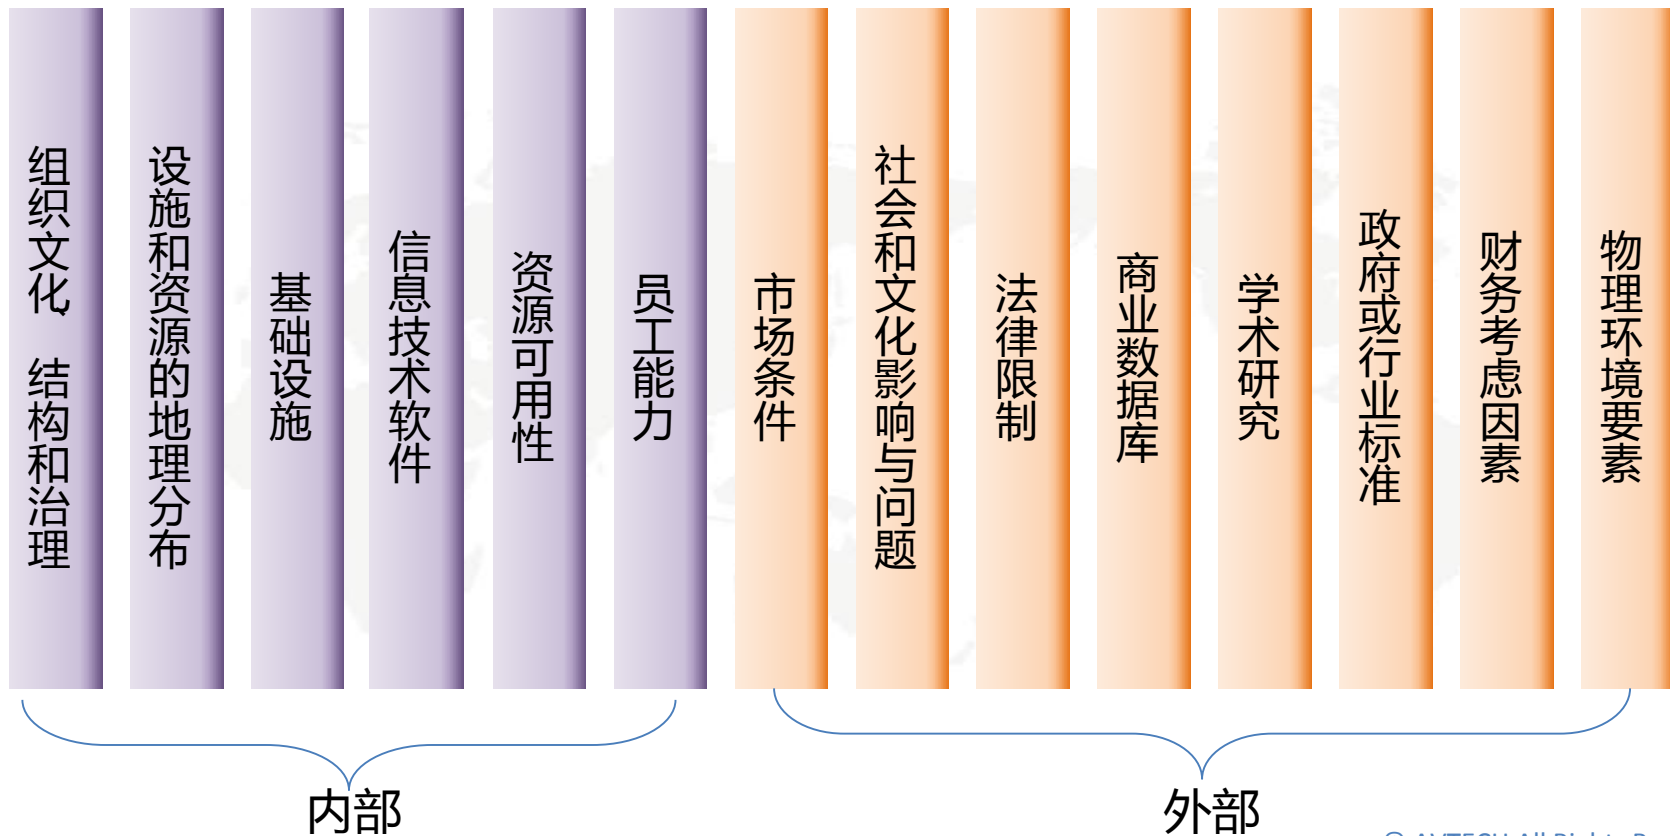 组织文化、结构和治理
设施和资源的地理分布
基础设施
信息技术软件
资源可用性
员工能力
市场条件
社会和文化影响与问题
法律限制
商业数据库
学术研究
政府或行业标准
财务考虑因素
物理环境要素
内部
外部
© AVTECH All Rights R